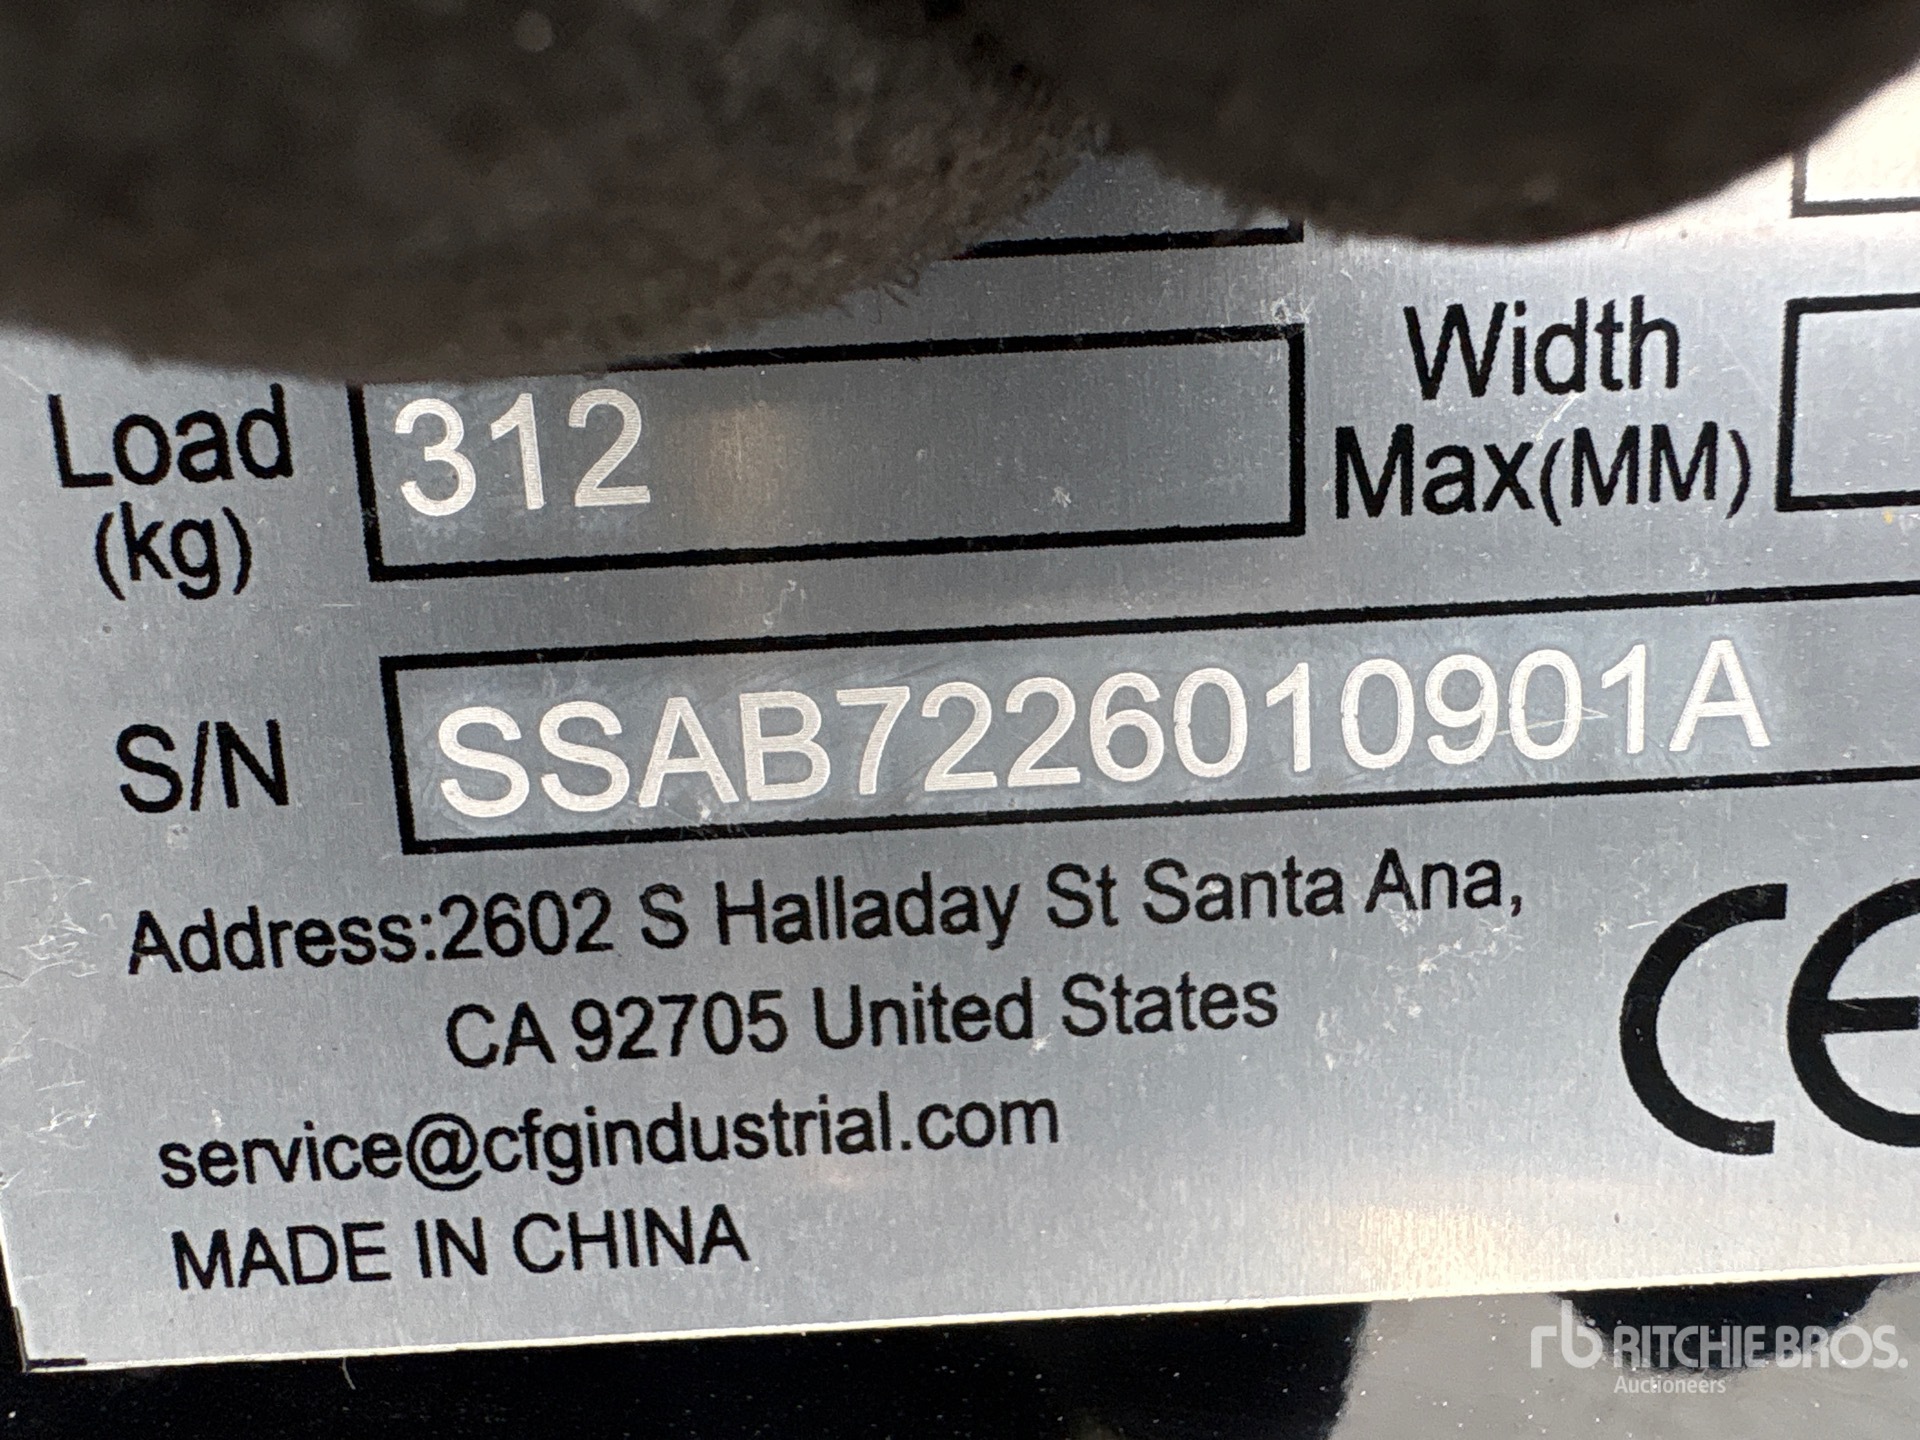 Load
(kg)
312
Width
Max(MM)
S/N
SSAB7226010901A
Address:2602 S Halladay St Santa Ana,
CA 92705 United States
service@cfgindustrial.com
MADE IN CHINA
CE
rb RITCHIE BROS.
Auctioneers